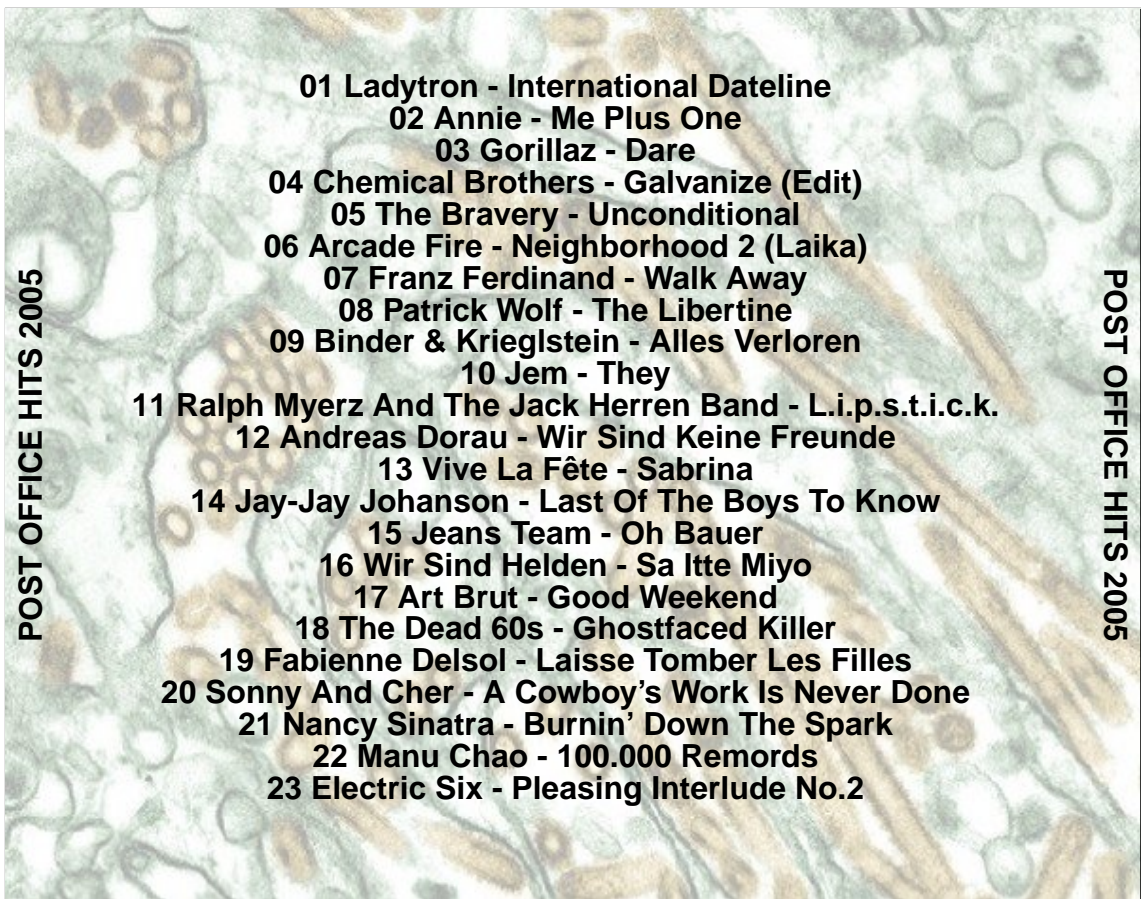 01 Ladytron - International Dateline
02 Annie - Me Plus One
03 Gorillaz - Dare
04 Chemical Brothers - Galvanize (Edit)
05 The Bravery - Unconditional
06 Arcade Fire - Neighborhood 2 (Laika)
07 Franz Ferdinand - Walk Away
08 Patrick Wolf - The Libertine
09 Binder & Krieglstein - Alles Verloren
10 Jem - They
11 Ralph Myerz And The Jack Herren Band - L.i.p.s.t.i.c.k.
12 Andreas Dorau - Wir Sind Keine Freunde
13 Vive La Fête - Sabrina
14 Jay-Jay Johanson - Last Of The Boys To Know
15 Jeans Team - Oh Bauer
16 Wir Sind Helden - Sa Itte Miyo
17 Art Brut - Good Weekend
18 The Dead 60s - Ghostfaced Killer
19 Fabienne Delsol - Laisse Tomber Les Filles
20 Sonny And Cher - A Cowboy’s Work Is Never Done
21 Nancy Sinatra - Burnin’ Down The Spark
22 Manu Chao - 100.000 Remords
23 Electric Six - Pleasing Interlude No.2
POST OFFICE HITS 2005
POST OFFICE HITS 2005